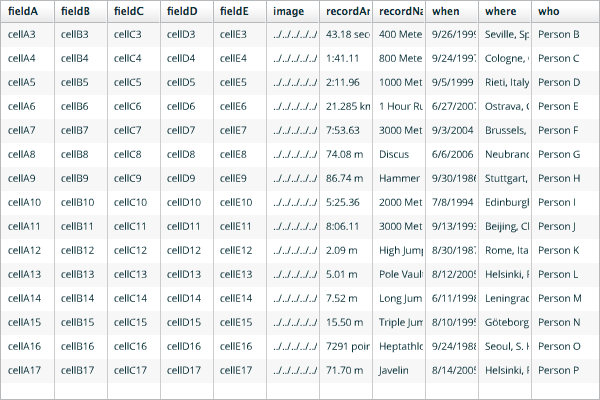 fieldA fieldB fieldC fieldD fieldE image recordAr recordNa when where who
cellA3 cellB3 cellC3 cellD3 cellE3 ../../../../../ 43.18 sec 400 Mete 9/26/1999 Seville, Sp Person B
cellA4 cellB4 cellC4 cellD4 cellE4 ../../../../../ 1:41.11 800 Mete 9/24/1997 Cologne, Person C
cellA5 cellB5 cellC5 cellD5 cellE5 ../../../../../ 2:11.96 1000 Met 9/5/1999 Rieti, Italy Person D
cellA6 cellB6 cellC6 cellD6 cellE6 ../../../../../ 21.285 km 1 Hour Ru 6/27/2007 Ostrava, C Person E
cellA7 cellB7 cellC7 cellD7 cellE7 ../../../../../ 7:53.63 3000 Met 9/3/2004 Brussels, Person F
cellA8 cellB8 cellC8 cellD8 cellE8 ../../../../../ 74.08 m Discus 6/6/2006 Neubranc Person G
cellA9 cellB9 cellC9 cellD9 cellE9 ../../../../../ 86.74 m Hammer 9/30/1986 Stuttgart, Person H
cellA10 cellB10 cellC10 cellD10 cellE10 ../../../../../ 5:25.36 2000 Met 7/8/1994 Edinburgh Person I
cellA11 cellB11 cellC11 cellD11 cellE11 ../../../../../ 8:06.11 3000 Met 9/13/1993 Beijing, Cl Person J
cellA12 cellB12 cellC12 cellD12 cellE12 ../../../../../ 2.09 m High Jump 8/30/1987 Rome, Ita Person K
cellA13 cellB13 cellC13 cellD13 cellE13 ../../../../../ 5.01 m Pole Vaul 8/12/2005 Helsinki, F Person L
cellA14 cellB14 cellC14 cellD14 cellE14 ../../../../../ 7.52 m Long Jum 6/11/1988 Leningrad Person M
cellA15 cellB15 cellC15 cellD15 cellE15 ../../../../../ 15.50 m Triple Jum 8/10/1995 Göteborg Person N
cellA16 cellB16 cellC16 cellD16 cellE16 ../../../../../ 7291 poin Heptathlo 9/24/1988 Seoul, S. K Person O
cellA17 cellB17 cellC17 cellD17 cellE17 ../../../../../ 71.70 m Javelin 8/14/2005 Helsinki, F Person P